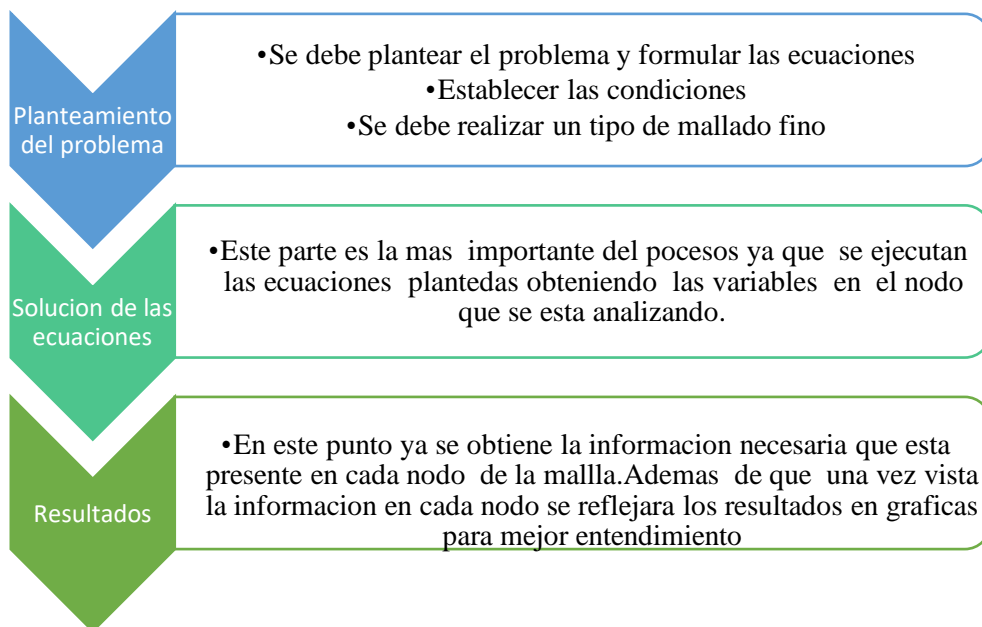 Planteamiento
del problema
•Se debe plantear el problema y formular las ecuaciones
•Establecer las condiciones
•Se debe realizar un tipo de mallado fino
Solucion de las
ecuaciones
•Este parte es la mas importante del pocesos ya que se ejecutan
las ecuaciones plantedas obteniendo las variables en el nodo
que se esta analizando.
Resultados
•En este punto ya se obtiene la informacion necesaria que esta
presente en cada nodo de la mallla.Ademas de que una vez vista
la informacion en cada nodo se reflejara los resultados en graficas
para mejor entendimiento